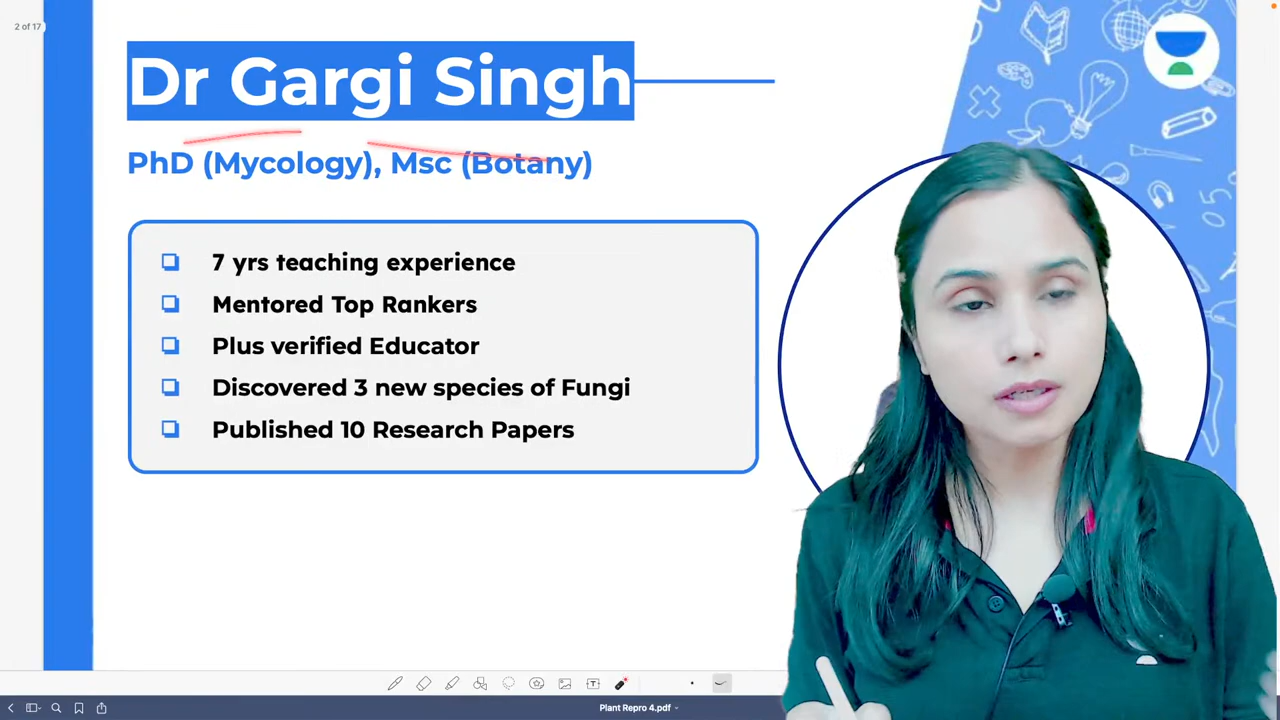 2 of 17
Dr Gargi Singh
PhD (Mycology), Msc (Botany)
7 yrs teaching experience
Mentored Top Rankers
Plus verified Educator
Discovered 3 new species of Fungi
Published 10 Research Papers
Plant Repro 4.pdf